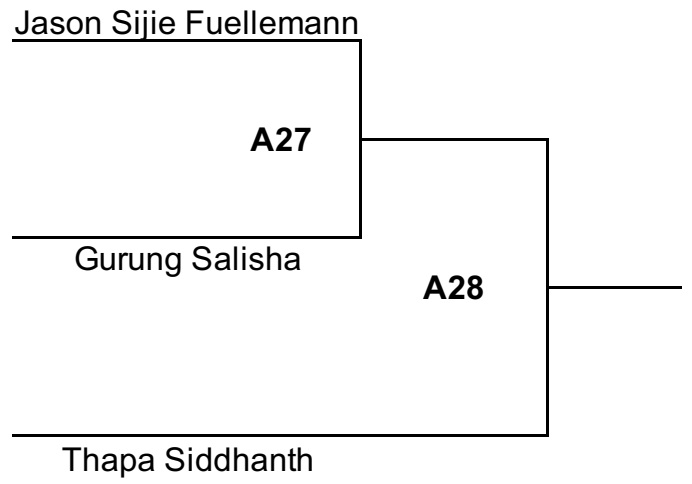 Jason Sijie Fuellemann
A27
Gurung Salisha
A28
Thapa Siddhanth